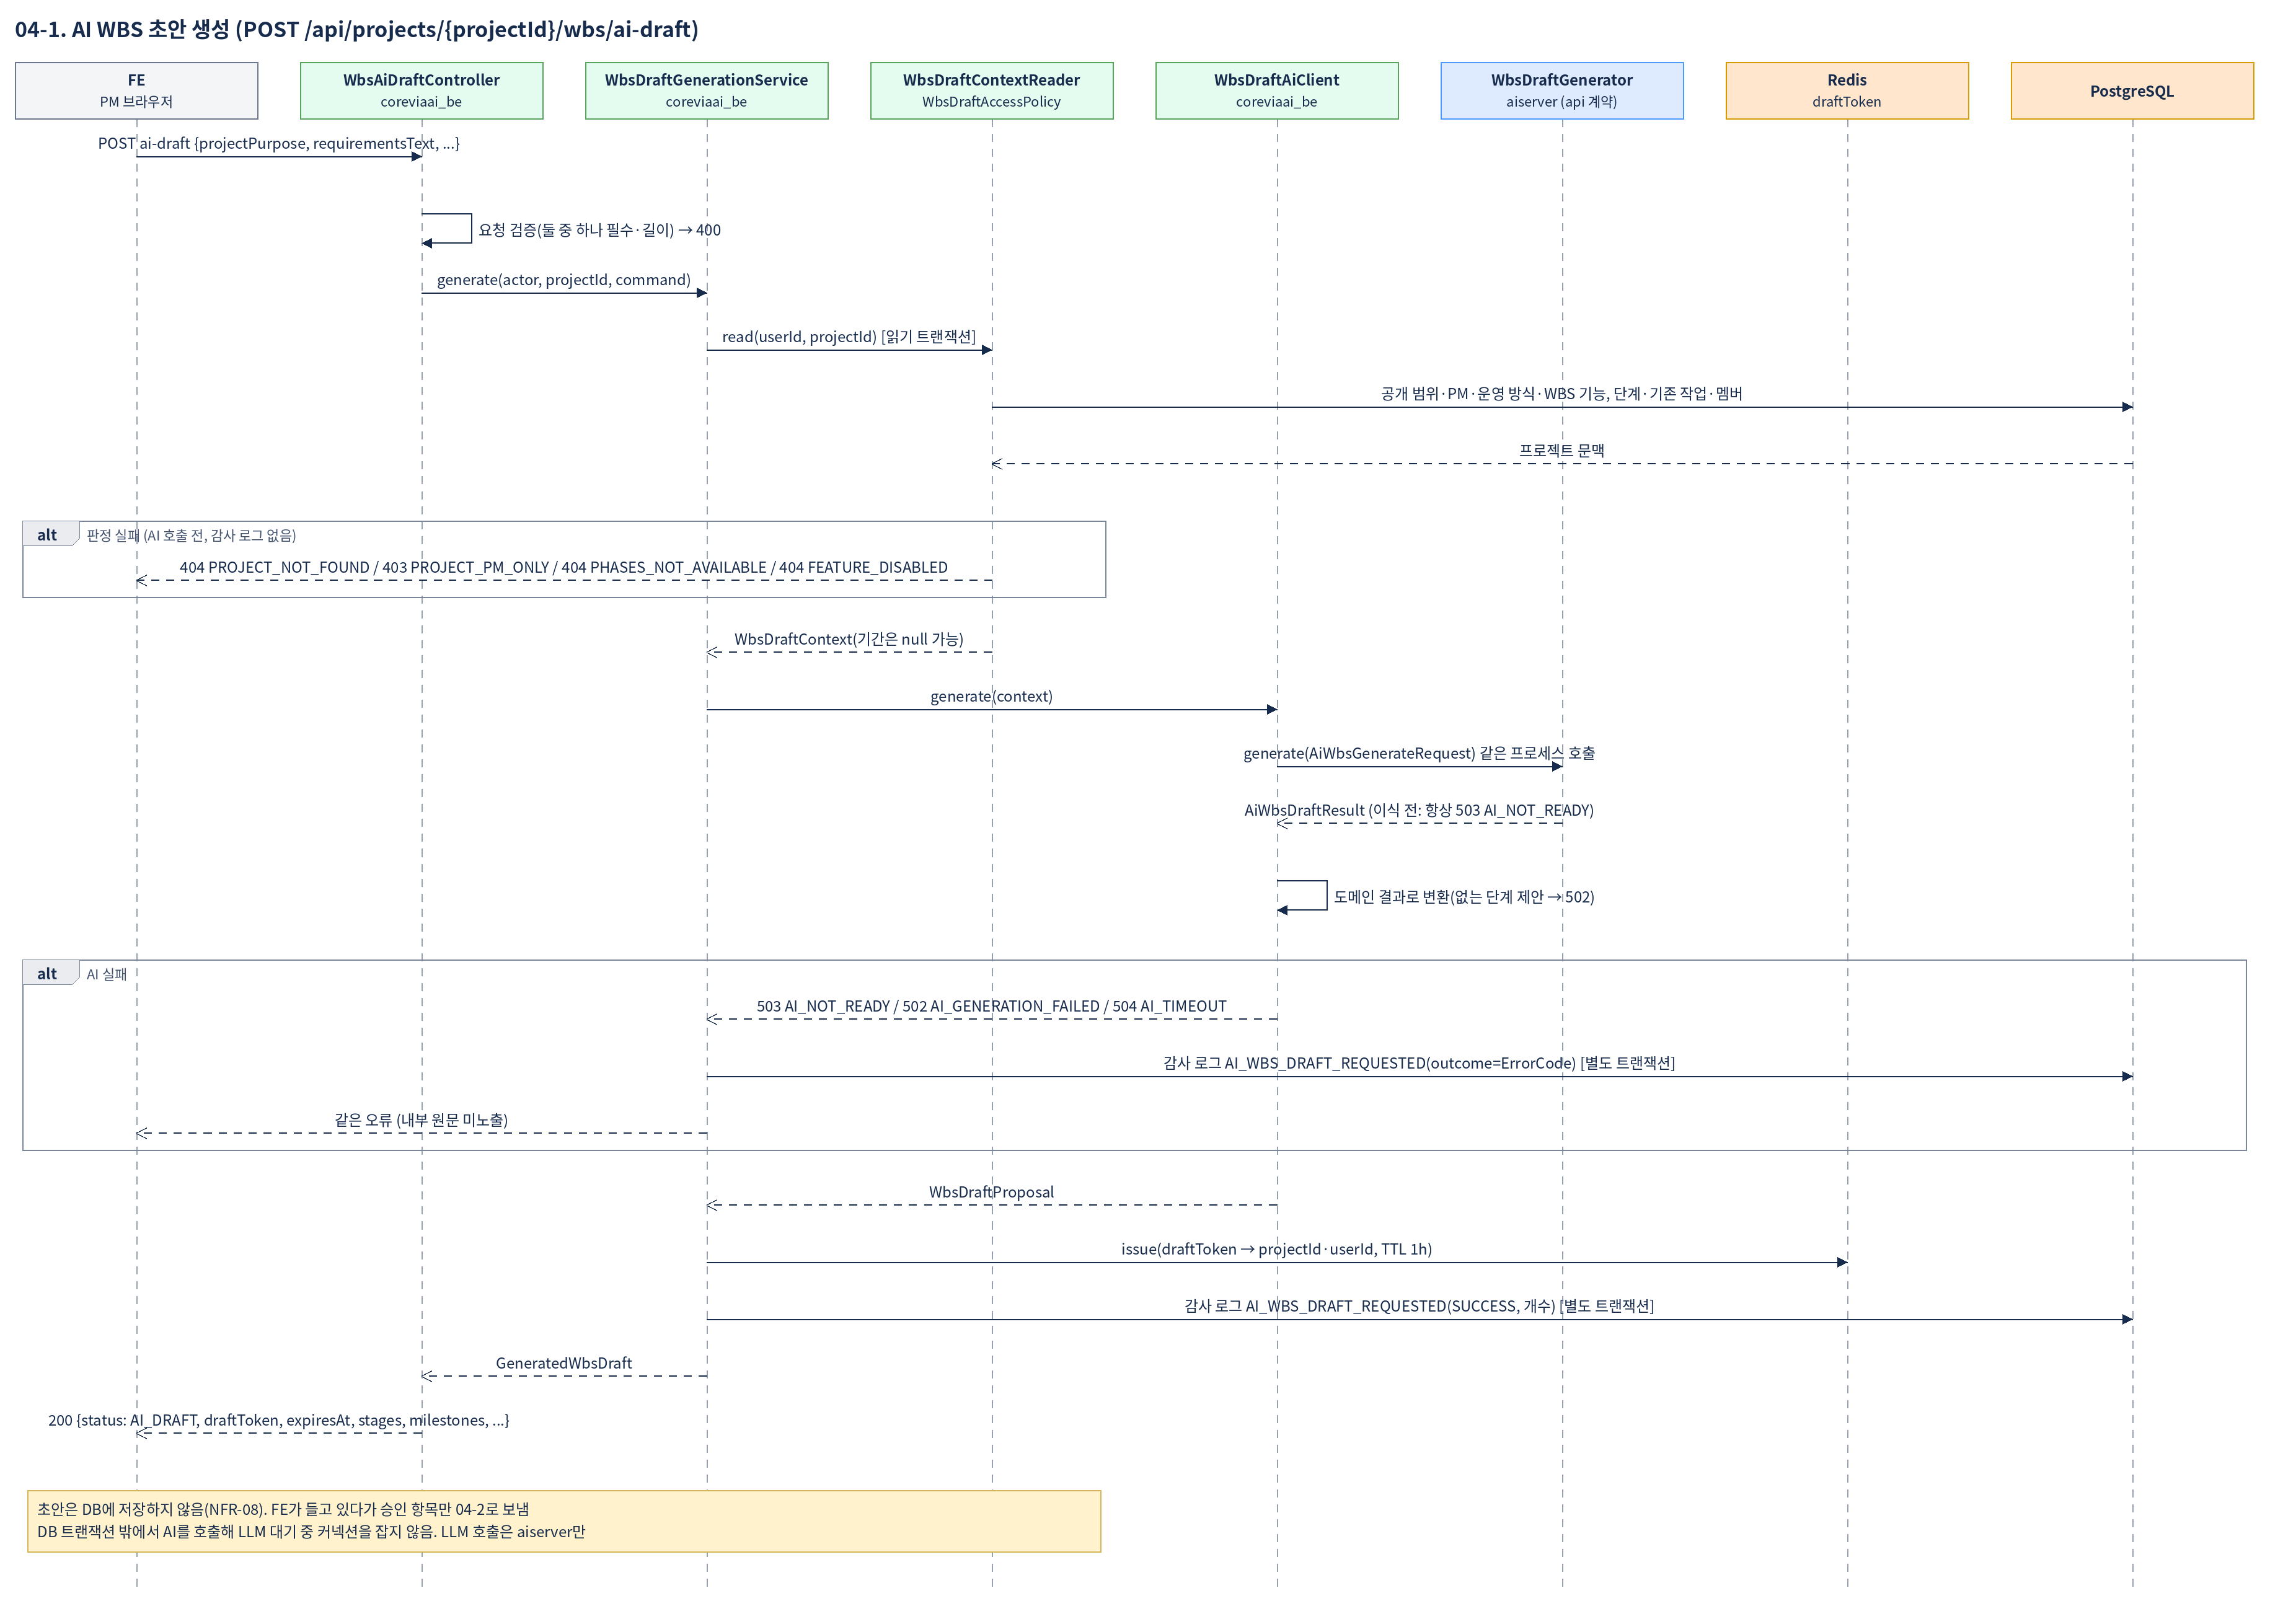 04-1. AI WBS 초안 생성 (POST /api/projects/{projectId}/wbs/ai-draft)
FE
PM 브라우저
WbsAiDraftController
coreviaai_be
WbsDraftGenerationService
coreviaai_be
WbsDraftContextReader
WbsDraftAccessPolicy
WbsDraftAiClient
coreviaai_be
WbsDraftGenerator
aiserver (api 계약)
Redis
draftToken
PostgreSQL
POST ai-draft {projectPurpose, requirementsText, ...}
요청 검증(둘 중 하나 필수·길이) → 400
generate(actor, projectId, command)
read(userId, projectId) [읽기 트랜잭션]
공개 범위·PM·운영 방식·WBS 기능, 단계·기존 작업·멤버
프로젝트 문맥
alt
판정 실패 (AI 호출 전, 감사 로그 없음)
404 PROJECT_NOT_FOUND / 403 PROJECT_PM_ONLY / 404 PHASES_NOT_AVAILABLE / 404 FEATURE_DISABLED
WbsDraftContext(기간은 null 가능)
generate(context)
generate(AiWbsGenerateRequest) 같은 프로세스 호출
AiWbsDraftResult (이식 전: 항상 503 AI_NOT_READY)
도메인 결과로 변환(없는 단계 제안 → 502)
alt
AI 실패
503 AI_NOT_READY / 502 AI_GENERATION_FAILED / 504 AI_TIMEOUT
감사 로그 AI_WBS_DRAFT_REQUESTED(outcome=ErrorCode) [별도 트랜잭션]
같은 오류 (내부 원문 미노출)
WbsDraftProposal
issue(draftToken → projectId·userId, TTL 1h)
감사 로그 AI_WBS_DRAFT_REQUESTED(SUCCESS, 개수) [별도 트랜잭션]
GeneratedWbsDraft
200 {status: AI_DRAFT, draftToken, expiresAt, stages, milestones, ...}
초안은 DB에 저장하지 않음(NFR-08). FE가 들고 있다가 승인 항목만 04-2로 보냄
DB 트랜잭션 밖에서 AI를 호출해 LLM 대기 중 커넥션을 잡지 않음. LLM 호출은 aiserver만